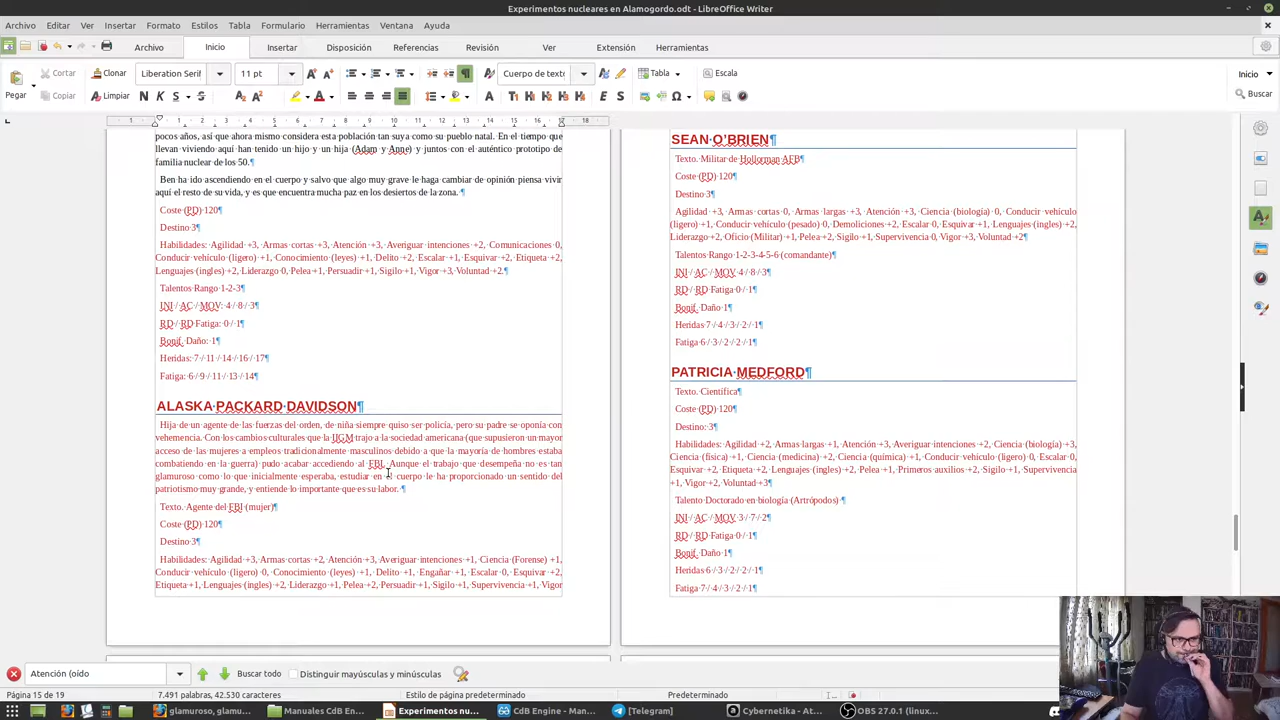 Experimentos nucleares en Alamogordo.odt - LibreOffice Writer
Archivo Editar Ver Insertar Formato Estilos Tabla Formulario Herramientas Ventana Ayuda
Archivo Inicio Insertar Disposición Referencias Revisión Ver Extensión Herramientas
Pegar Cortar Clonar Liberation Serif 11 pt Cuerpo de texto Tabla Escala Inicio
Copiar Limpiar Buscar
pocos años, así que ahora mismo considera esta población tan suya como su pueblo natal. En el tiempo que
llevan viviendo aquí han tenido un hijo y un hija (Adam y Anne) y juntos con el auténtico prototipo de
familia nuclear de los 50.¶
Ben ha ido ascendiendo en el cuerpo y salvo que algo muy grave le haga cambiar de opinión piensa vivir
aquí el resto de su vida, y es que encuentra mucha paz en los desiertos de la zona. ¶
Coste (PD) 120¶
Destino 3¶
Habilidades: Agilidad +3, Armas cortas +3, Atención +3, Averiguar intenciones +2, Comunicaciones 0,
Conducir vehículo (ligero) +1, Conocimiento (leyes) +1, Delito +2, Escalar +1, Esquivar +2, Etiqueta +2,
Lenguajes (ingles) +2, Liderazgo 0, Pelea +1, Persuadir +1, Sigilo +1, Vigor +3, Voluntad +2.¶
Talentos Rango 1-2-3¶
INI / AC / MOV: 4 / 8 / 3¶
RD / RD Fatiga: 0 / 1¶
Bonif. Daño: 1¶
Heridas: 7 / 11 / 14 / 16 / 17¶
Fatiga: 6 / 9 / 11 / 13 / 14¶
ALASKA PACKARD DAVIDSON¶
Hija de un agente de las fuerzas del orden, de niña siempre quiso ser policía, pero su padre se oponía con
vehemencia. Con los cambios culturales que la IIGM trajo a la sociedad americana (que supusieron un mayor
acceso de las mujeres a empleos tradicionalmente masculinos debido a que la mayoría de hombres estaba
combatiendo en la guerra) pudo acabar accediendo al FBI. Aunque el trabajo que desempeña no es tan
glamuroso como lo que inicialmente esperaba, estudiar en el cuerpo le ha proporcionado un sentido del
patriotismo muy grande, y entiende lo importante que es su labor. ¶
Texto. Agente del FBI (mujer)¶
Coste (PD) 120¶
Destino 3¶
Habilidades: Agilidad +3, Armas cortas +2, Atención +3, Averiguar intenciones +1, Ciencia (Forense) +1,
Conducir vehículo (ligero) 0, Conocimiento (leyes) +1, Delito +1, Engañar +1, Escalar 0, Esquivar +2,
Etiqueta +1, Lenguajes (ingles) +2, Liderazgo +1, Pelea +2, Persuadir +1, Sigilo +1, Supervivencia +1, Vigor
SEAN O'BRIEN¶
Texto. Militar de Hollorman AFB¶
Coste (PD) 120¶
Destino 3¶
Agilidad +3, Armas cortas 0, Armas largas +3, Atención +3, Ciencia (biología) 0, Conducir vehículo
(ligero) +1, Conducir vehículo (pesado) 0, Demoliciones +2, Escalar 0, Esquivar +1, Lenguajes (ingles) +2,
Liderazgo +2, Oficio (Militar) +1, Pelea +2, Sigilo +1, Supervivencia 0, Vigor +3, Voluntad +2¶
Talentos Rango 1-2-3-4-5-6 (comandante)¶
INI / AC / MOV 4 / 8 / 3¶
RD / RD Fatiga 0 / 1¶
Bonif. Daño 1¶
Heridas 7 / 4 / 3 / 2 / 1¶
Fatiga 6 / 3 / 2 / 2 / 1¶
PATRICIA MEDFORD¶
Texto. Científica¶
Coste (PD) 120¶
Destino: 3¶
Habilidades: Agilidad +2, Armas largas +1, Atención +3, Averiguar intenciones +2, Ciencia (biología) +3,
Ciencia (física) +1, Ciencia (medicina) +2, Ciencia (química) +1, Conducir vehículo (ligero) 0, Escalar 0,
Esquivar +2, Etiqueta +2, Lenguajes (ingles) +2, Pelea +1, Primeros auxilios +2, Sigilo +1, Supervivencia
+1, Vigor +2, Voluntad +3¶
Talento Doctorado en biología (Artrópodos) ¶
INI / AC / MOV 3 / 7 / 2¶
RD / RD Fatiga 0 / 1¶
Bonif. Daño 1¶
Heridas 6 / 3 / 2 / 2 / 1¶
Fatiga 7 / 4 / 3 / 2 / 1¶
Atención (oído Buscar todo Distinguir mayúsculas y minúsculas
Página 15 de 19 7.491 palabras, 42.530 caracteres Estilo de página predeterminado Predeterminado
glamuroso, glamu... Manuales CdB En... Experimentos nu... CdB Engine - Man... [Telegram] Cybernetika - (Art... OBS 27.0.1 (linux...